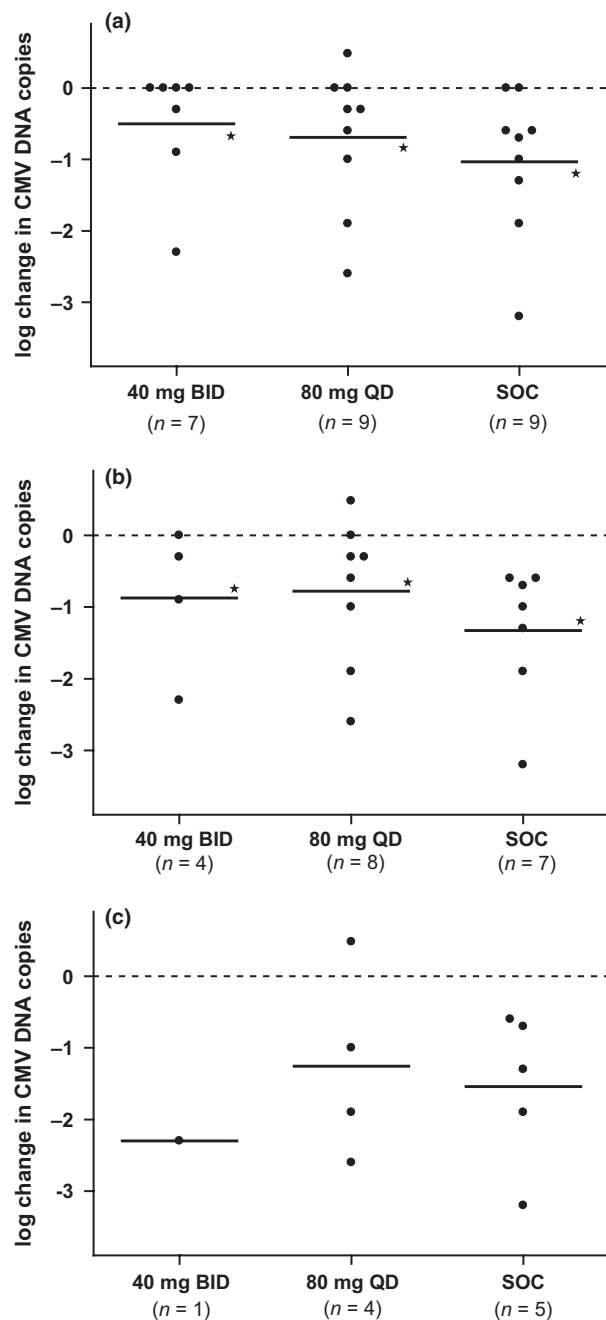 (a)
log change in CMV DNA copies
0
–1
–2
–3
40 mg BID 80 mg QD SOC
(n = 7) (n = 9) (n = 9)
(b)
log change in CMV DNA copies
0
–1
–2
–3
40 mg BID 80 mg QD SOC
(n = 4) (n = 8) (n = 7)
(c)
log change in CMV DNA copies
0
–1
–2
-3
40 mg BID 80 mg QD SOC
(n = 1) (n = 4) (n = 5)